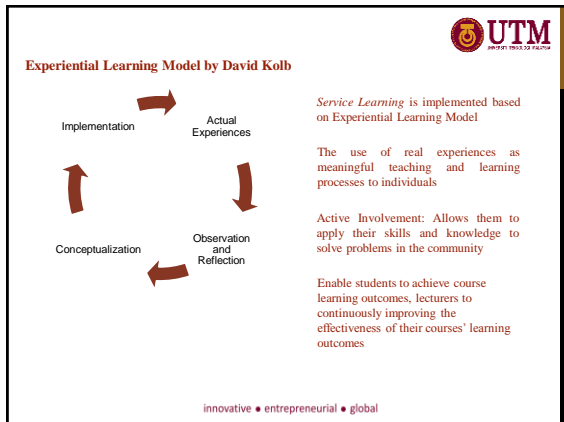 UTM
UNIVERSITI TEKNOLOGI MALAYSIA
Experiential Learning Model by David Kolb
Implementation
Actual
Experiences
Observation
and
Reflection
Conceptualization
Service Learning is implemented based
on Experiential Learning Model
The use of real experiences as
meaningful teaching and learning
processes to individuals
Active Involvement: Allows them to
apply their skills and knowledge to
solve problems in the community
Enable students to achieve course
learning outcomes, lecturers to
continuously improving the
effectiveness of their courses' learning
outcomes
innovative ● entrepreneurial ● global